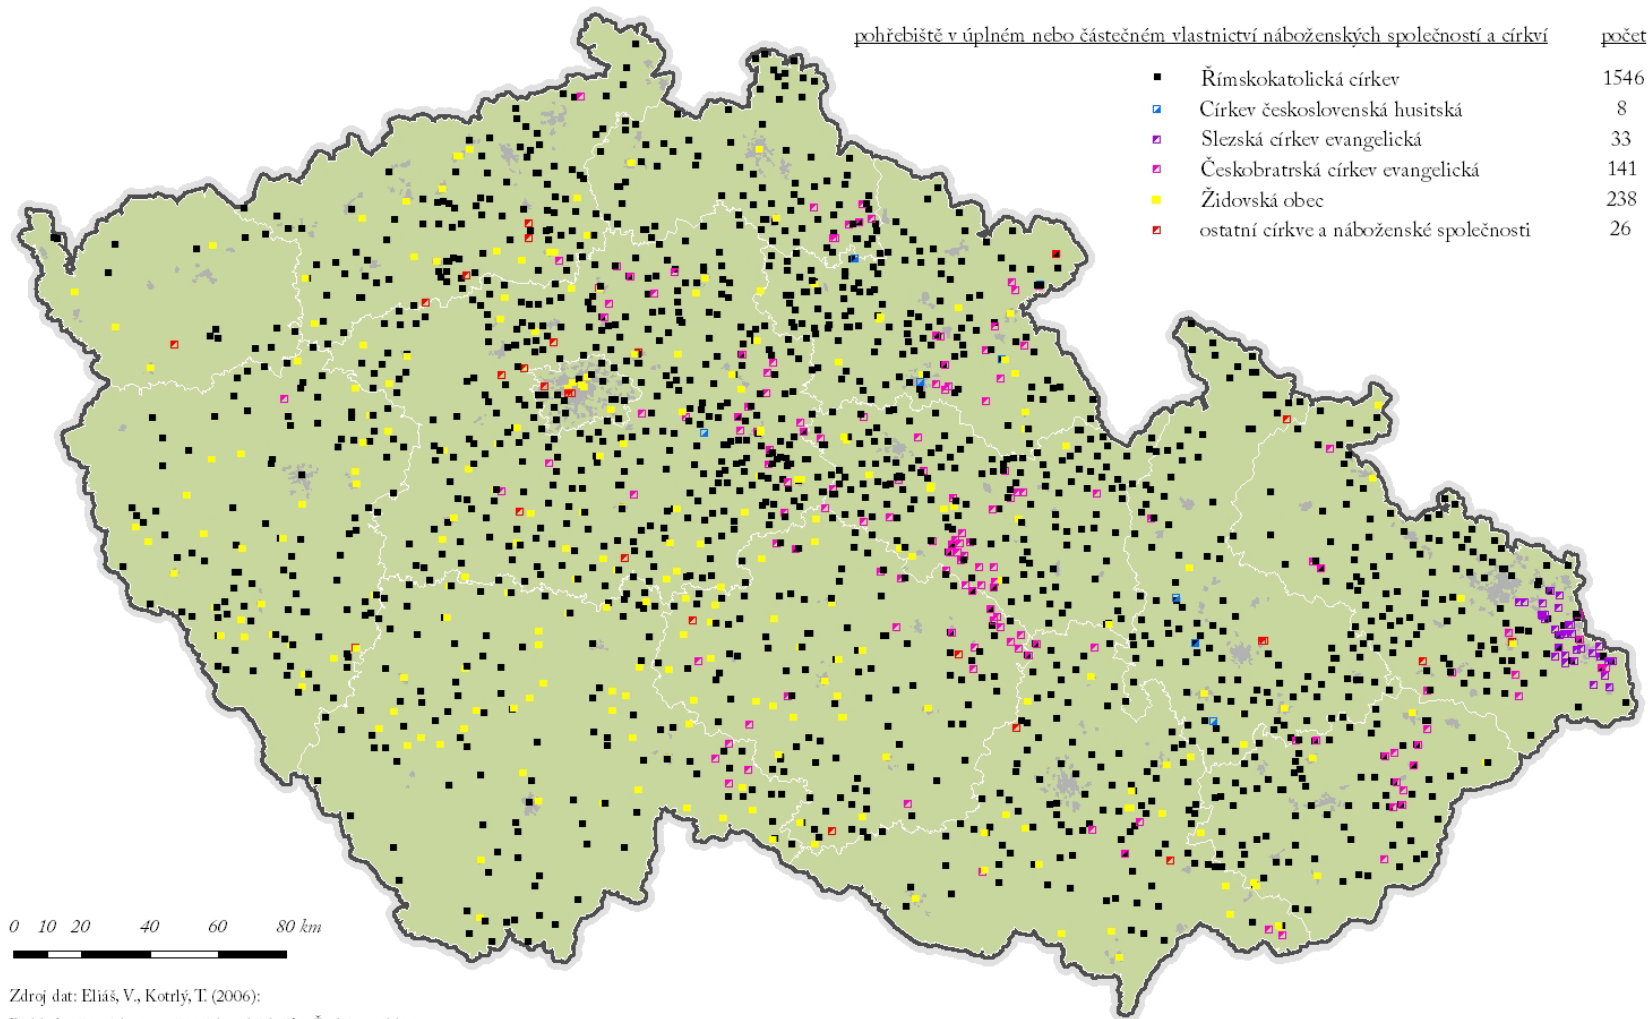 pohřebiště v úplném nebo částečném vlastnictví náboženských společností a církví počet
Římskokatolická církev 1546
Církev československá husitská 8
Slezská církev evangelická 33
Českobratrská církev evangelická 141
Židovská obec 238
ostatní církve a náboženské společnosti 26
0 10 20 40 60 80 km
Zdroj dat: Eliáš, V., Kotrlý, T. (2006):